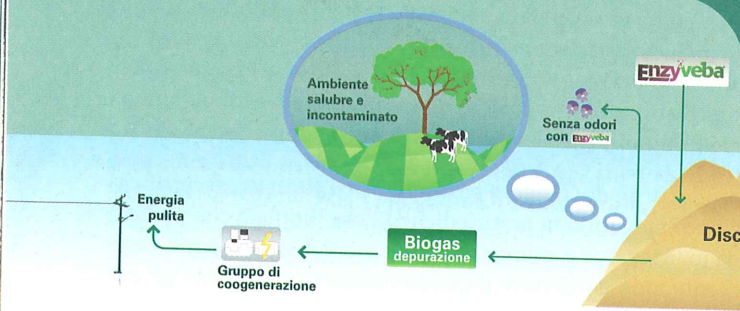 Ambiente
salubre e
incontaminato
Enzyveba
Senza odori
con Enzyveba
Energia
pulita
Biogas
depurazione
Disc
Gruppo di
coogenerazione